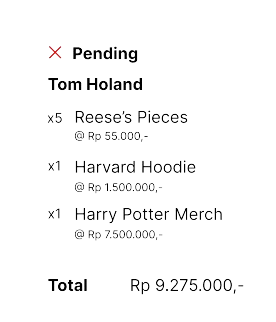 Pending
Tom Holand
x5 Reese's Pieces
@ Rp 55.000,-
x1 Harvard Hoodie
@ Rp 1.500.000,-
x1 Harry Potter Merch
@ Rp 7.500.000,-
Total Rp 9.275.000,-